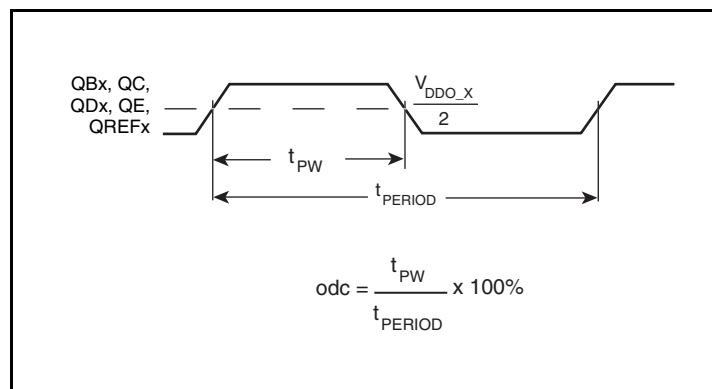 QBx, QC,
QDx, QE,
QREFx
V_DDO_X
2
t_PW
t_PERIOD
odc = t_PW / t_PERIOD x 100%